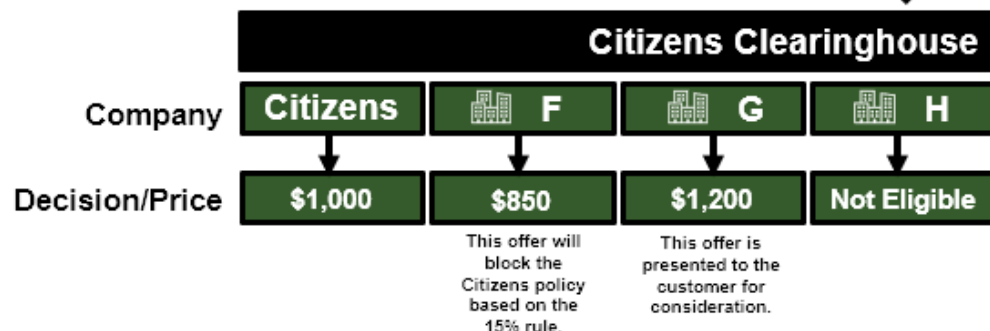 Citizens Clearinghouse
Company
Citizens
F
G
H
Decision/Price
$1,000
$850
$1,200
Not Eligible
This offer will
block the
Citizens policy
based on the
15% rule.
This offer is
presented to the
customer for
consideration.